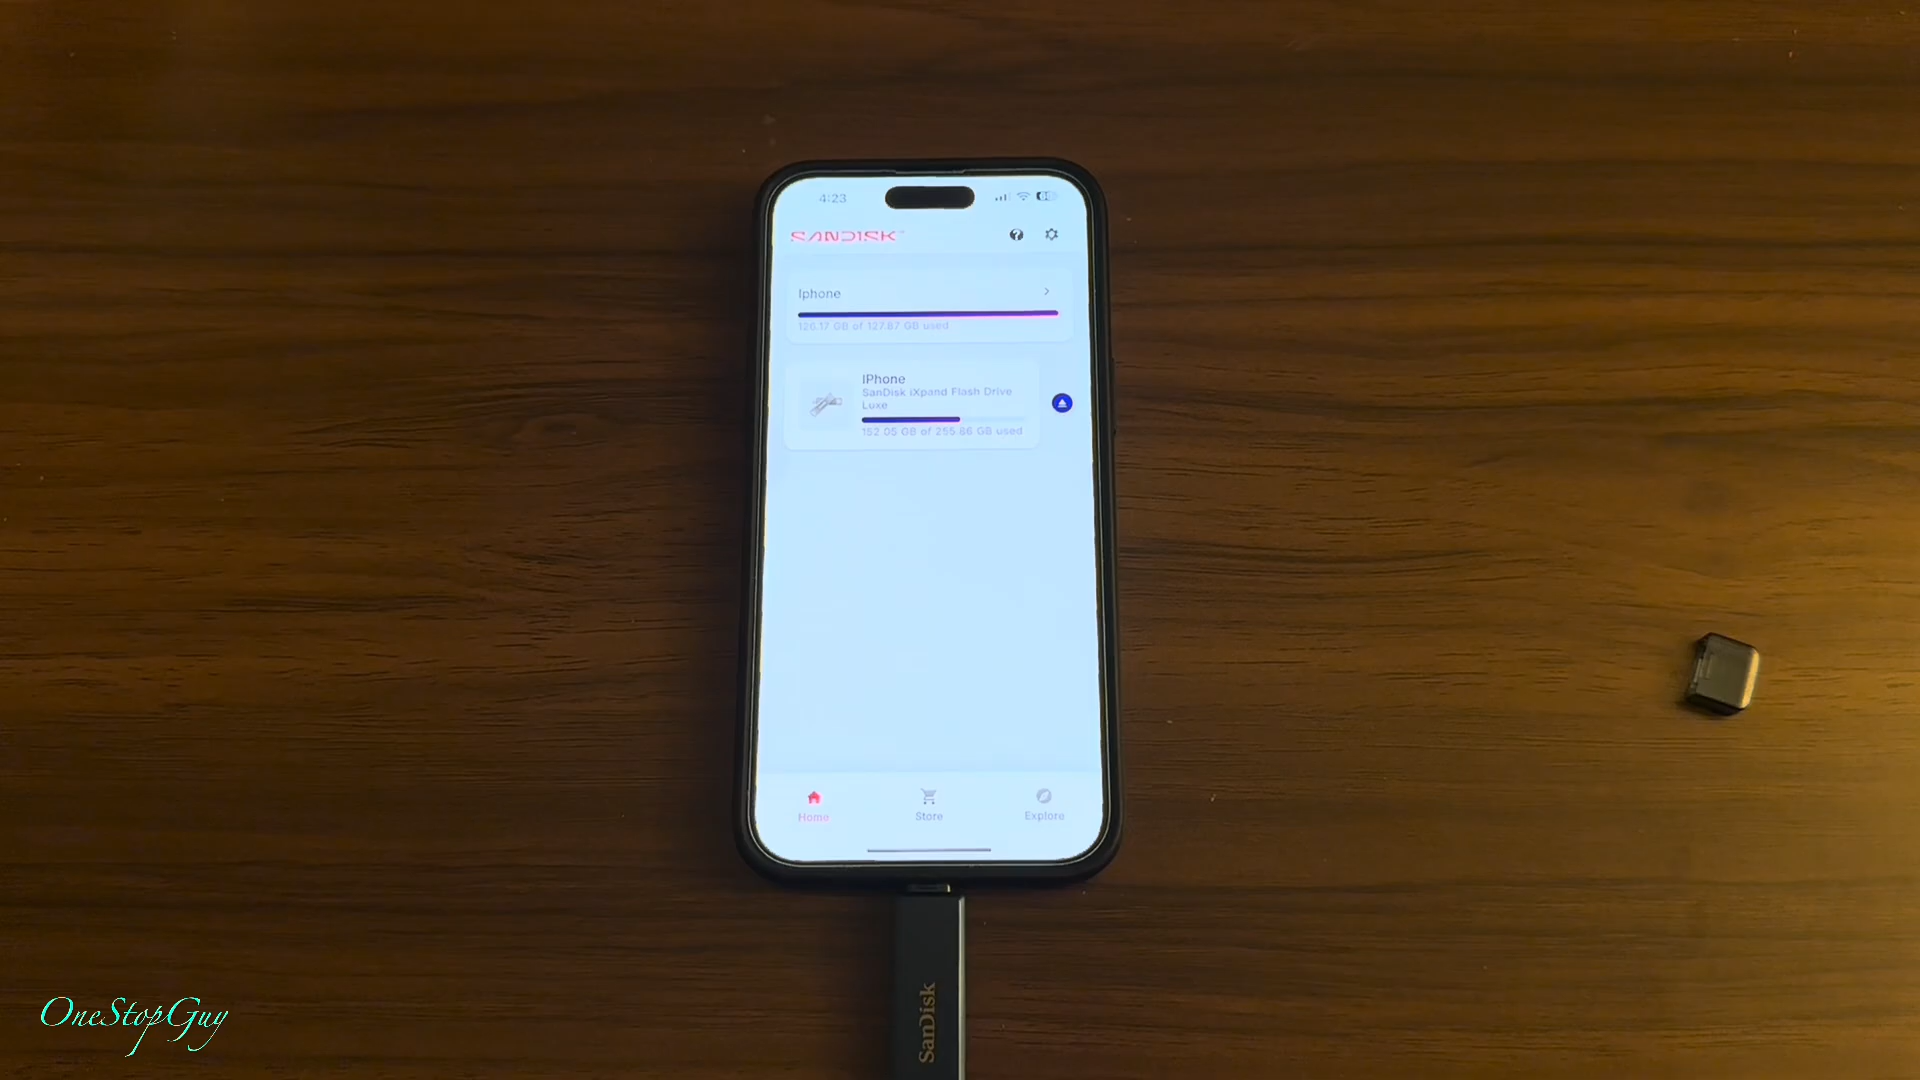 4:23
SANDISK
Iphone
126.17 GB of 127.87 GB used
IPhone
SanDisk iXpand Flash Drive
Luxe
152.05 GB of 255.86 GB used
Home
Store
Explore
SanDisk
OneStopGuy